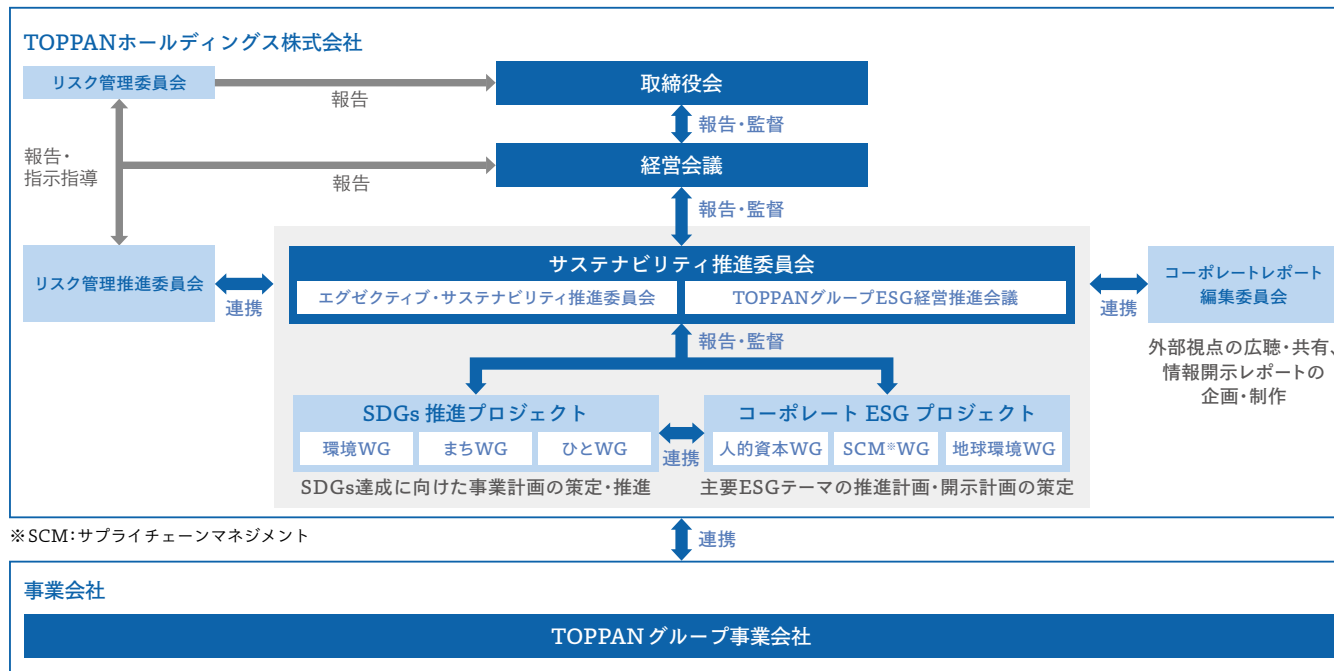 TOPPANホールディングス株式会社
リスク管理委員会
報告
取締役会
報告・監督
報告・
指示指導
報告
経営会議
報告・監督
リスク管理推進委員会
連携
サステナビリティ推進委員会
エグゼクティブ・サステナビリティ推進委員会
TOPPANグループESG経営推進会議
連携
コーポレートレポート
編集委員会
外部視点の広聴・共有、
情報開示レポートの
企画・制作
報告・監督
SDGs 推進プロジェクト
環境WG
まちWG
ひとWG
SDGs達成に向けた事業計画の策定・推進
連携
コーポレート ESG プロジェクト
人的資本WG
SCM※WG
地球環境WG
主要ESGテーマの推進計画・開示計画の策定
※SCM：サプライチェーンマネジメント
連携
事業会社
TOPPAN グループ事業会社